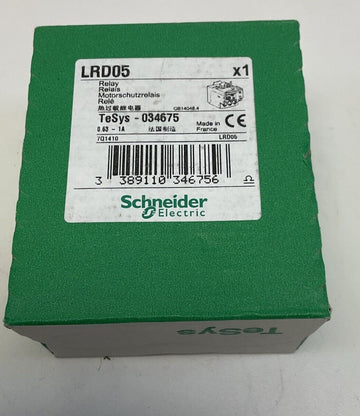 LRD05 x1
Relay
Relais
Motorschutzrelais
Relé
热过载继电器 GB14048.4
TeSys - 034675
0.63 - 1A 法国制造 Made in France CE
7Q1410 LRD05
3 389110 346756
Schneider
Electric
TeSys